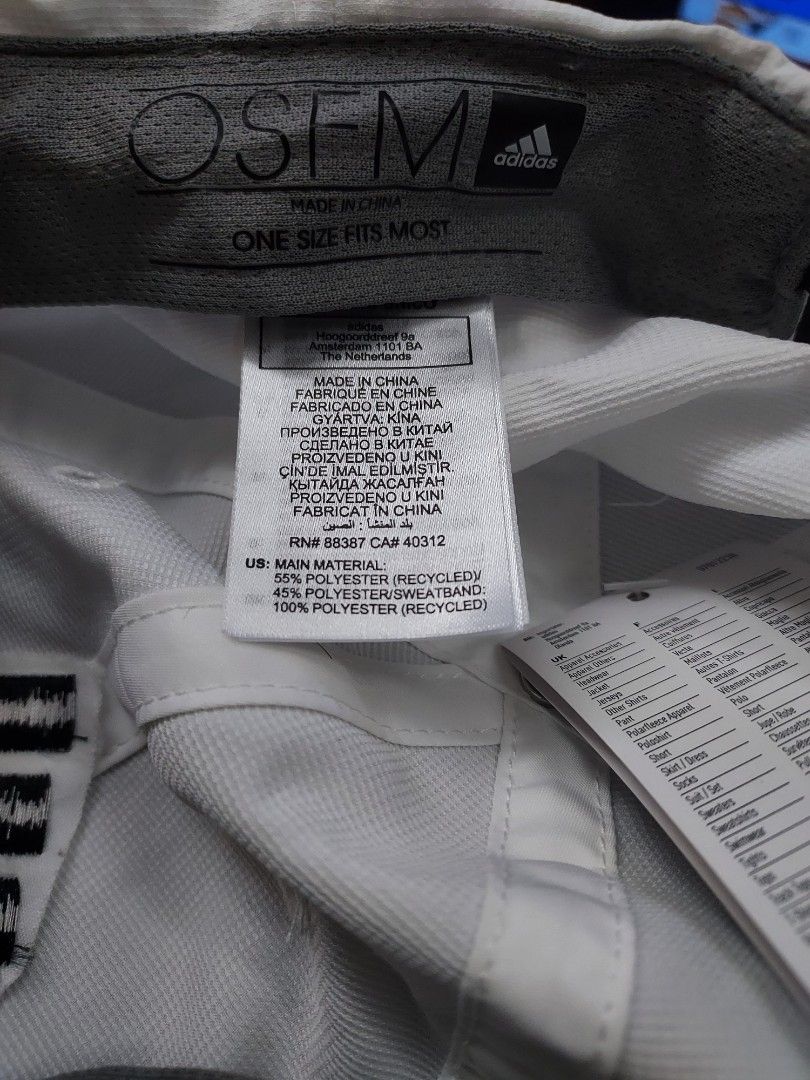 OSFM
adidas
MADE IN CHINA
ONE SIZE FITS MOST
adidas
Hoogoorddreef 9a
Amsterdam 1101 BA
The Netherlands
MADE IN CHINA
FABRIQUÉ EN CHINE
FABRICADO EN CHINA
GYÁRTVA: KÍNA
ПРОИЗВЕДЕНО В КИТАЙ
СДЕЛАНО В КИТАЕ
PROIZVEDENO U KINI
ÇİN'DE İMAL EDİLMİŞTİR.
ҚЫТАЙДА ЖАСАЛҒАН
PROIZVEDENO U KINI
FABRICAT ÎN CHINA
بلد المنشأ : الصين
RN# 88387 CA# 40312
US: MAIN MATERIAL:
55% POLYESTER (RECYCLED)/
45% POLYESTER/SWEATBAND:
100% POLYESTER (RECYCLED)
UK
Apparel Accessories
Apparel Other
Headwear
Jacket
Jerseys
Other Shirts
Pant
Polarfleece Apparel
Poloshirt
Short
Skirt / Dress
Socks
Suit / Set
Sweaters
Sweatshirts
Swimwear
Tights
F
Accessoires
Autre vêtement
Coiffures
Veste
Maillots
Autres T-Shirts
Pantalon
Vêtement Polarfleece
Polo
Short
Jupe / Robe